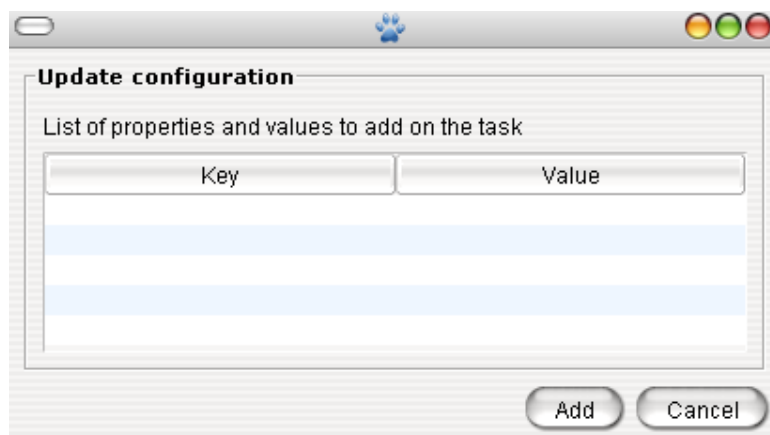 Update configuration
List of properties and values to add on the task
Key Value
Add Cancel